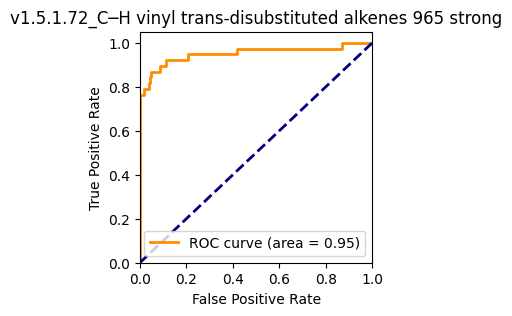 v1.5.1.72_C─H vinyl trans-disubstituted alkenes 965 strong
1.0
0.8
0.6
0.4
0.2
0.0
True Positive Rate
ROC curve (area = 0.95)
0.0 0.2 0.4 0.6 0.8 1.0
False Positive Rate